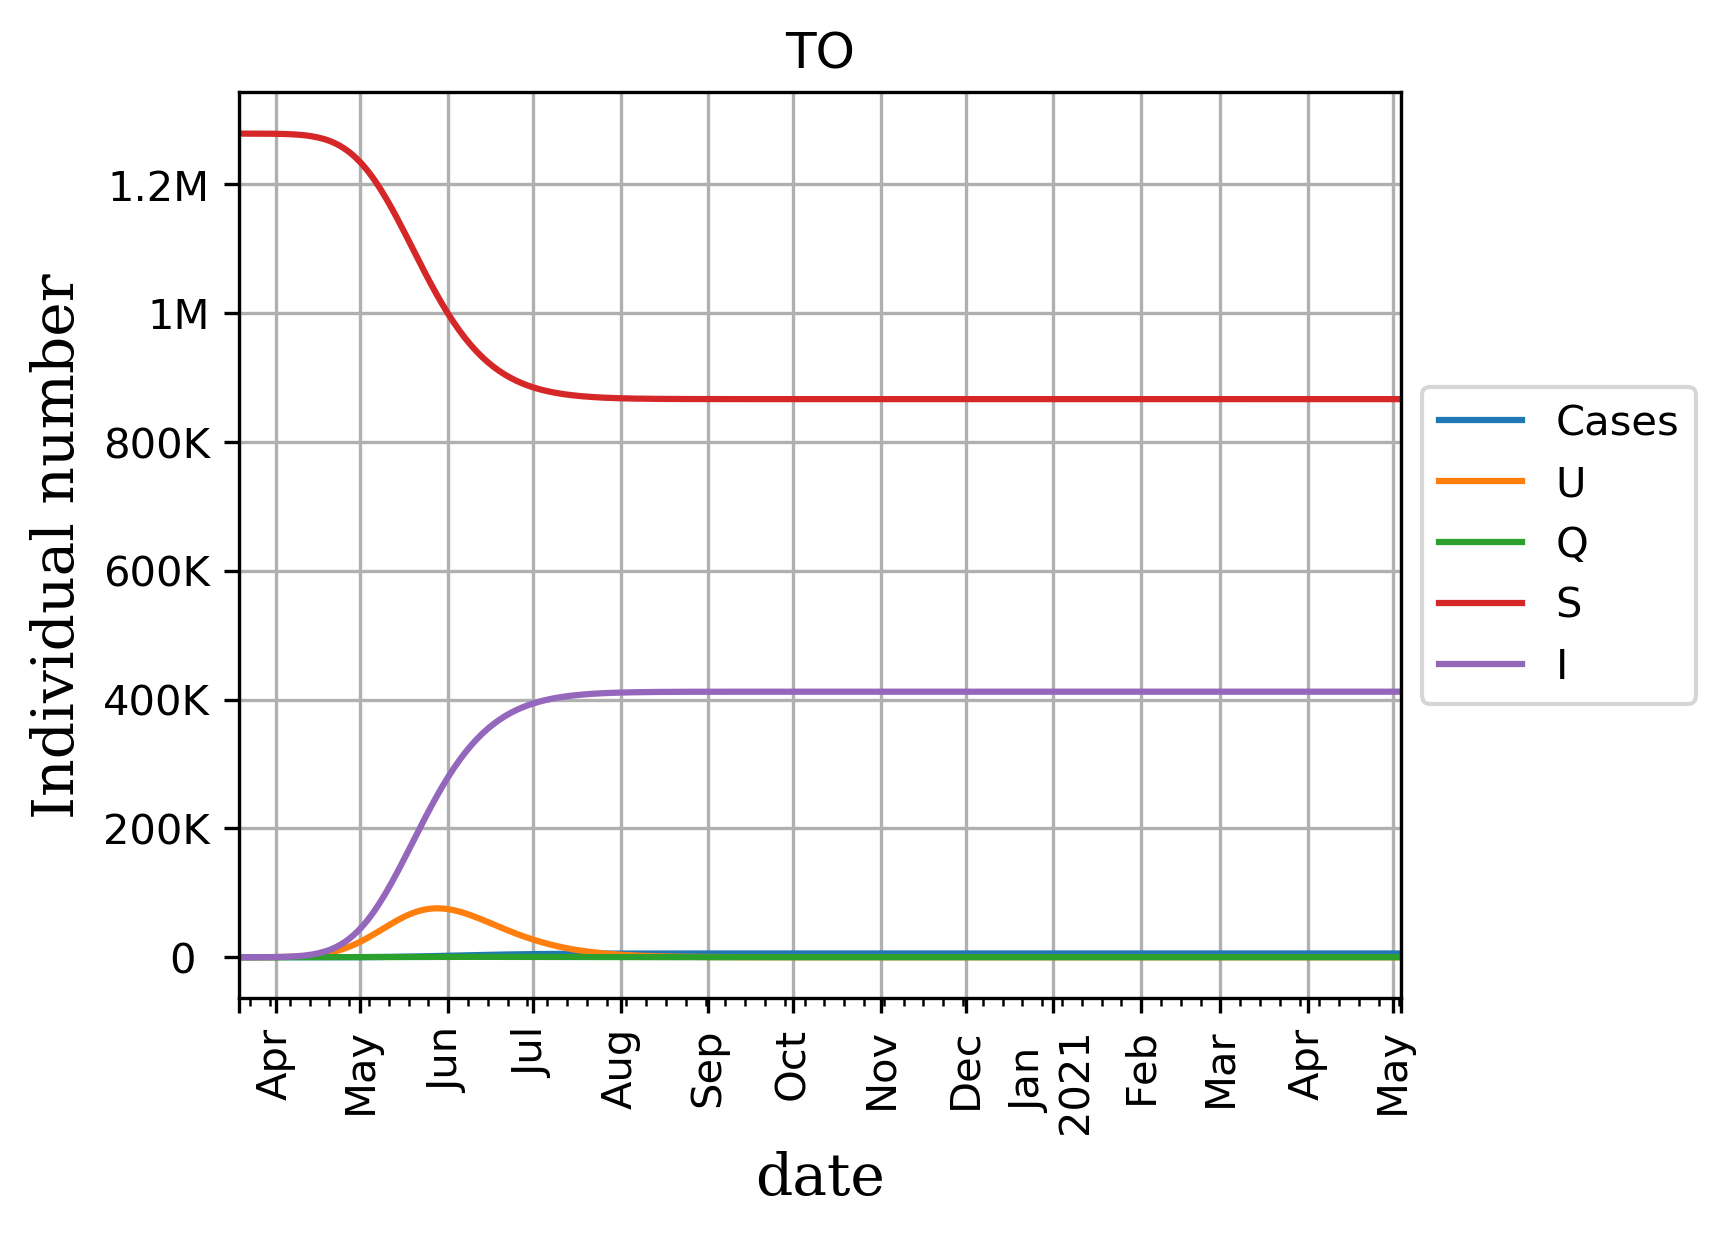 TO
Individual number
1.2M
1M
800K
600K
400K
200K
0
Apr
May
Jun
Jul
Aug
Sep
Oct
Nov
Dec
Jan
2021
Feb
Mar
Apr
May
date
Cases
U
Q
S
I